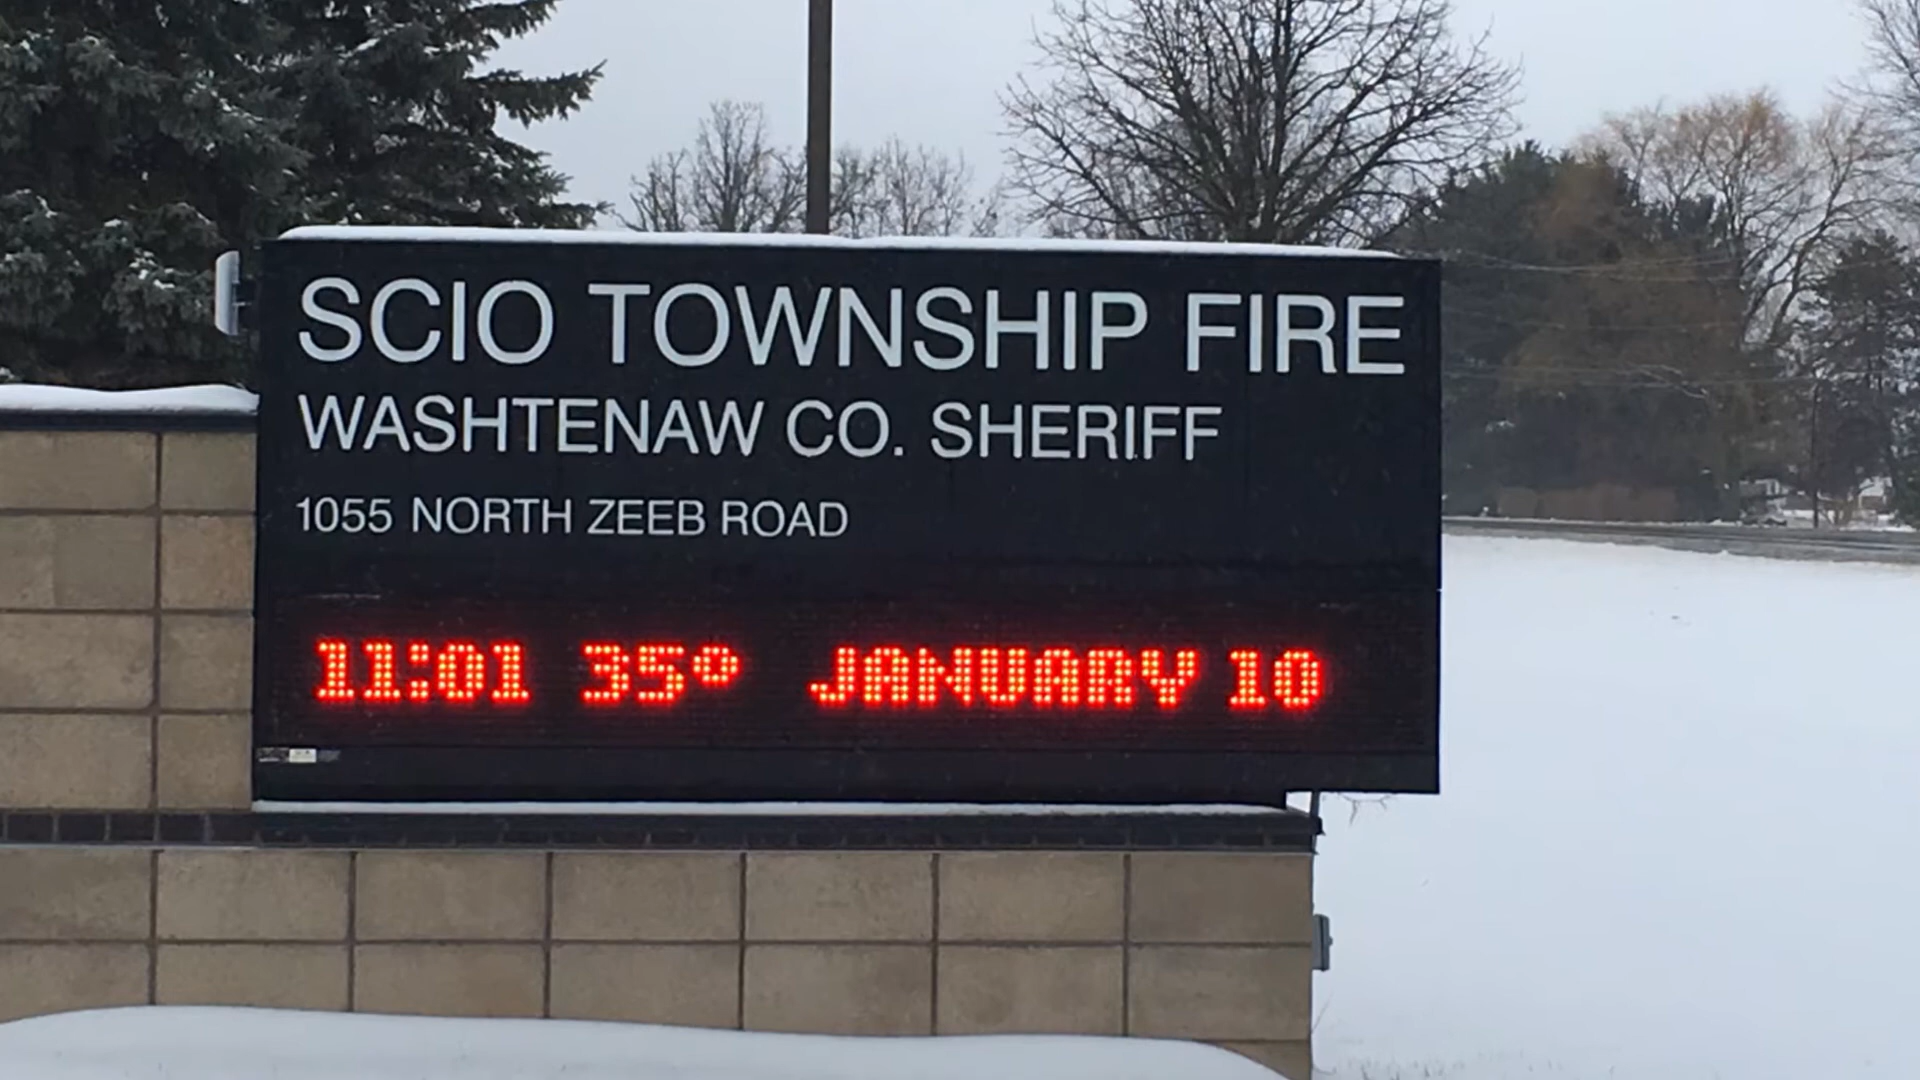 SCIO TOWNSHIP FIRE
WASHTENAW CO. SHERIFF
1055 NORTH ZEEB ROAD
11:01 35° JANUARY 10